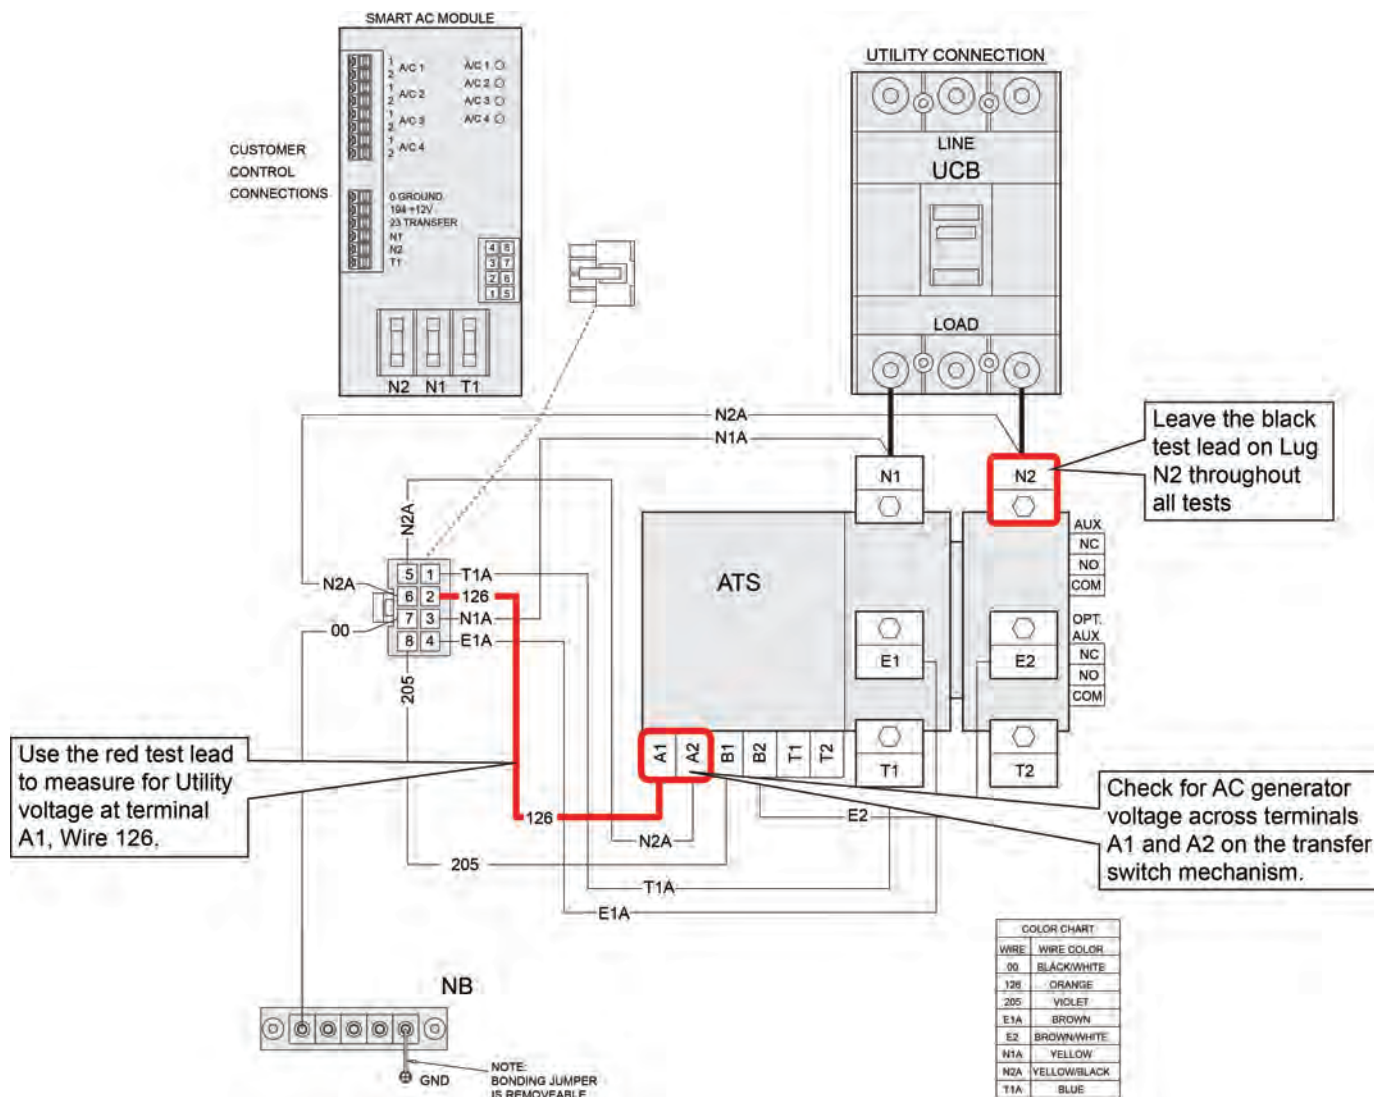 SMART AC MODULE
1
A/C 1
2
1
A/C 2
2
1
A/C 3
2
1
A/C 4
2
A/C 1
A/C 2
A/C 3
A/C 4
CUSTOMER
CONTROL
CONNECTIONS
0 GROUND
194 +12V
23 TRANSFER
N1
N2
T1
4 8
3 7
2 6
1 5
N2 N1 T1
UTILITY CONNECTION
LINE
UCB
LOAD
N2A
N1A
Leave the black
test lead on Lug
N2 throughout
all tests
N1
N2
N2A
AUX
NC
NO
COM
OPT.
AUX
NC
NO
COM
ATS
5 1
6 2
7 3
8 4
T1A
126
N1A
E1A
N2A
00
205
E1
E2
A1
A2
B1
B2
T1
T2
T1
T2
Use the red test lead
to measure for Utility
voltage at terminal
A1, Wire 126.
Check for AC generator
voltage across terminals
A1 and A2 on the transfer
switch mechanism.
126
E2
N2A
205
T1A
E1A
COLOR CHART
WIRE WIRE COLOR
00 BLACK/WHITE
126 ORANGE
205 VIOLET
E1A BROWN
E2 BROWN/WHITE
N1A YELLOW
N2A YELLOW/BLACK
T1A BLUE
NB
GND
NOTE:
BONDING JUMPER
IS REMOVEABLE